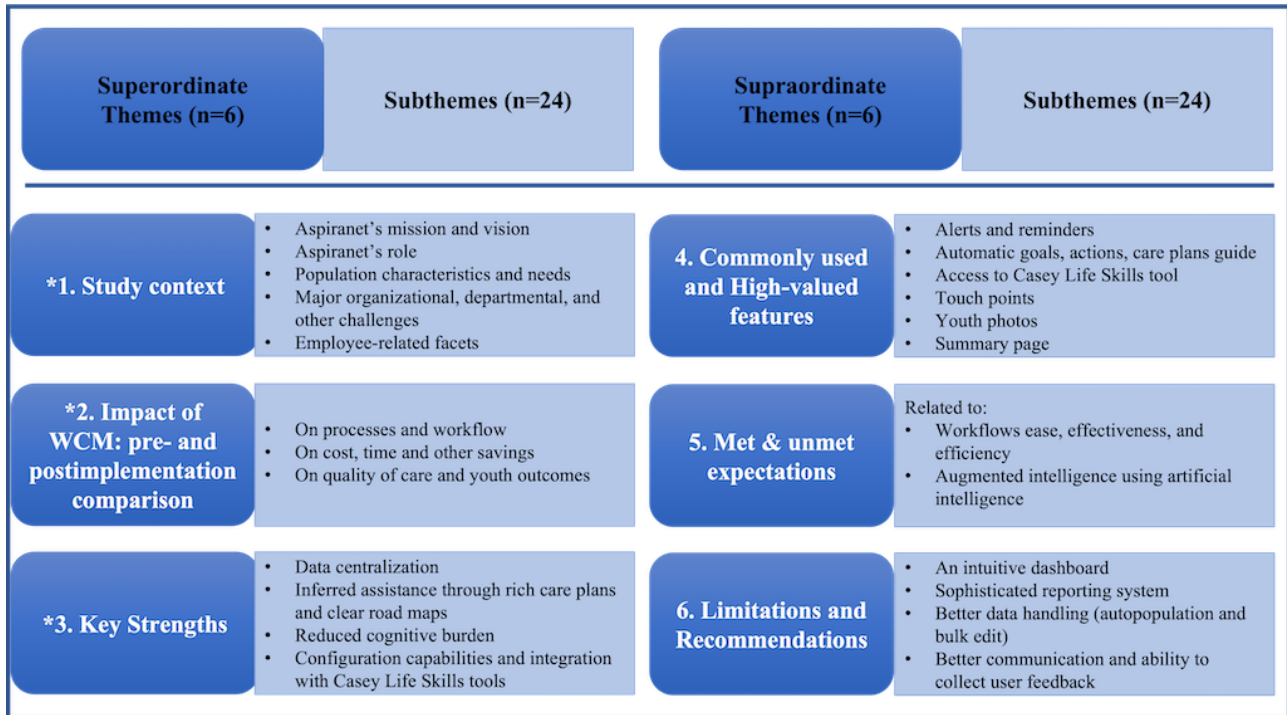 Superordinate
Themes (n=6)
Subthemes (n=24)
Supraordinate
Themes (n=6)
Subthemes (n=24)
*1. Study context
• Aspiranet’s mission and vision
• Aspiranet’s role
• Population characteristics and needs
• Major organizational, departmental, and
other challenges
• Employee-related facets
4. Commonly used
and High-valued
features
• Alerts and reminders
• Automatic goals, actions, care plans guide
• Access to Casey Life Skills tool
• Touch points
• Youth photos
• Summary page
*2. Impact of
WCM: pre- and
postimplementation
comparison
• On processes and workflow
• On cost, time and other savings
• On quality of care and youth outcomes
5. Met & unmet
expectations
Related to:
• Workflows ease, effectiveness, and
efficiency
• Augmented intelligence using artificial
intelligence
*3. Key Strengths
• Data centralization
• Inferred assistance through rich care plans
and clear road maps
• Reduced cognitive burden
• Configuration capabilities and integration
with Casey Life Skills tools
6. Limitations and
Recommendations
• An intuitive dashboard
• Sophisticated reporting system
• Better data handling (autopopulation and
bulk edit)
• Better communication and ability to
collect user feedback